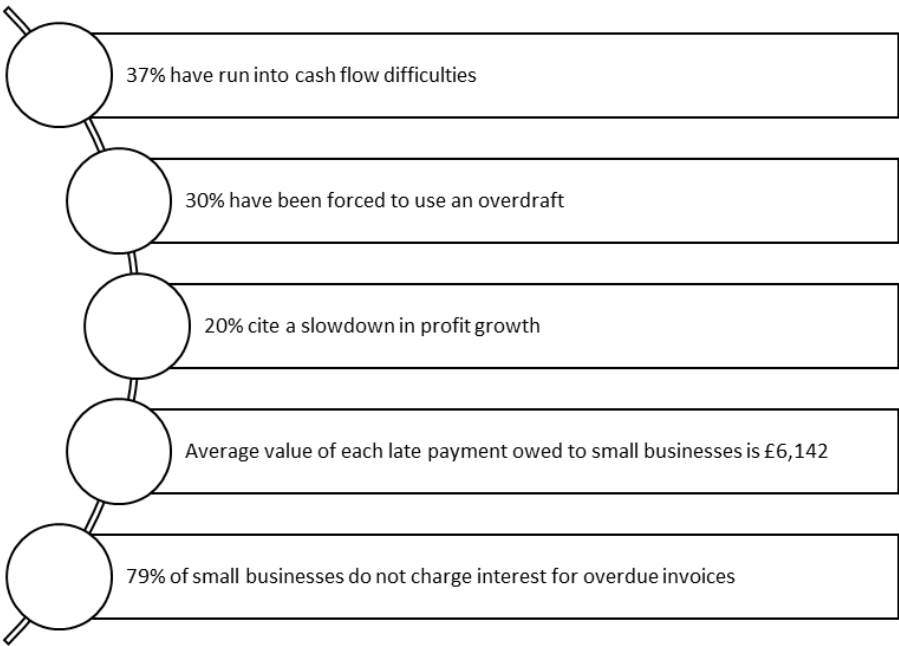 37% have run into cash flow difficulties
30% have been forced to use an overdraft
20% cite a slowdown in profit growth
Average value of each late payment owed to small businesses is £6,142
79% of small businesses do not charge interest for overdue invoices